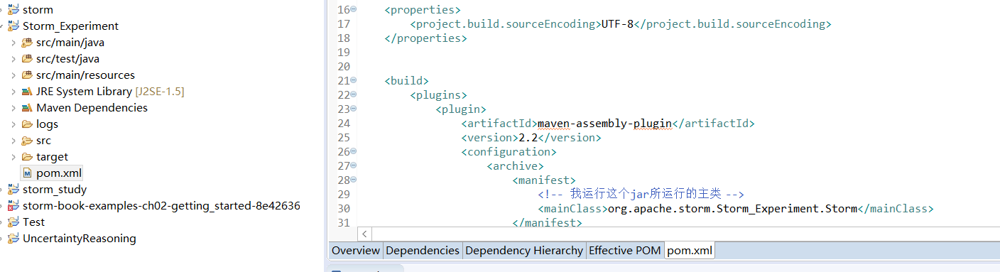 storm
Storm_Experiment
src/main/java
src/test/java
src/main/resources
JRE System Library [J2SE-1.5]
Maven Dependencies
logs
src
target
pom.xml
storm_study
storm-book-examples-ch02-getting_started-8e42636
Test
UncertaintyReasoning
16 <properties>
17 <project.build.sourceEncoding>UTF-8</project.build.sourceEncoding>
18 </properties>
19
20
21 <build>
22 <plugins>
23 <plugin>
24 <artifactId>maven-assembly-plugin</artifactId>
25 <version>2.2</version>
26 <configuration>
27 <archive>
28 <manifest>
29 <!-- 我运行这个jar所运行的主类 -->
30 <mainClass>org.apache.storm.Storm_Experiment.Storm</mainClass>
31 </manifest>
Overview Dependencies Dependency Hierarchy Effective POM pom.xml